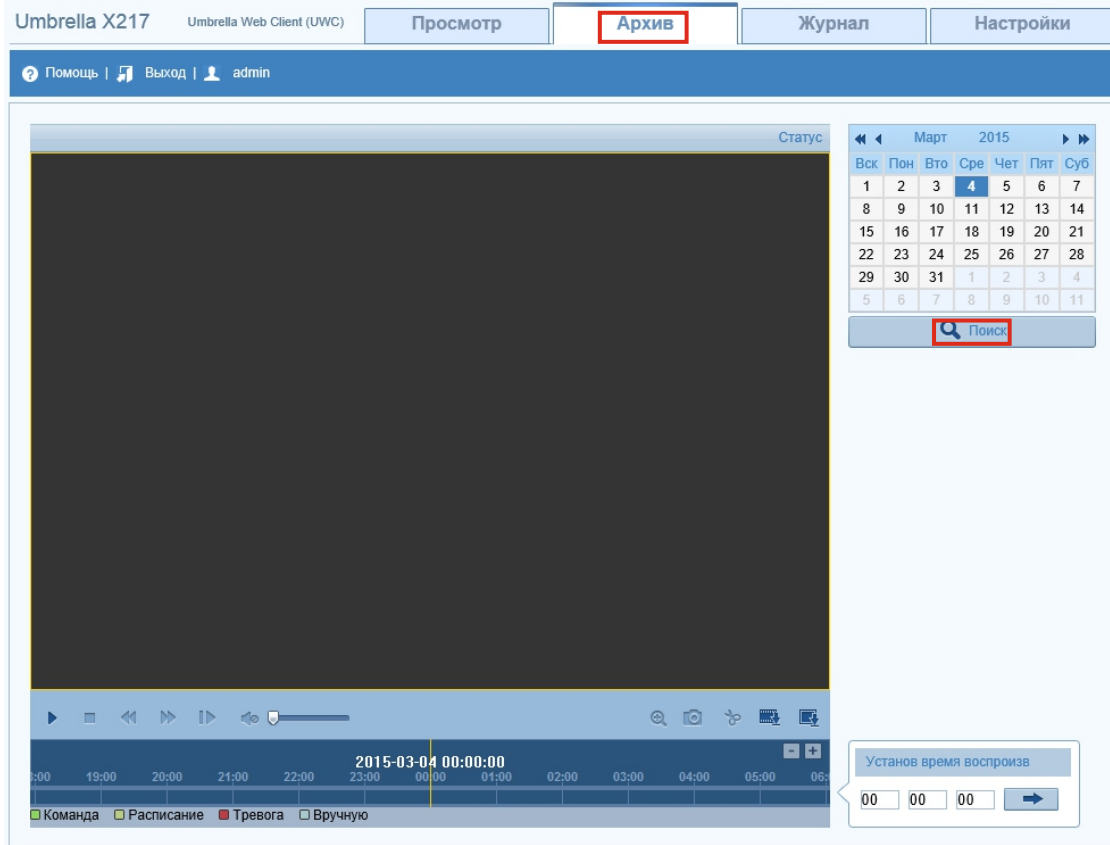 Umbrella X217 Umbrella Web Client (UWC) Просмотр Архив Журнал Настройки
Помощь | Выход | admin
Статус
Март 2015
Вск Пон Вто Сре Чет Пят Суб
1 2 3 4 5 6 7
8 9 10 11 12 13 14
15 16 17 18 19 20 21
22 23 24 25 26 27 28
29 30 31 1 2 3 4
5 6 7 8 9 10 11
Поиск
2015-03-04 00:00:00
:00 19:00 20:00 21:00 22:00 23:00 00:00 01:00 02:00 03:00 04:00 05:00 06:
Команда Расписание Тревога Вручную
Установ время воспроизв
00 00 00